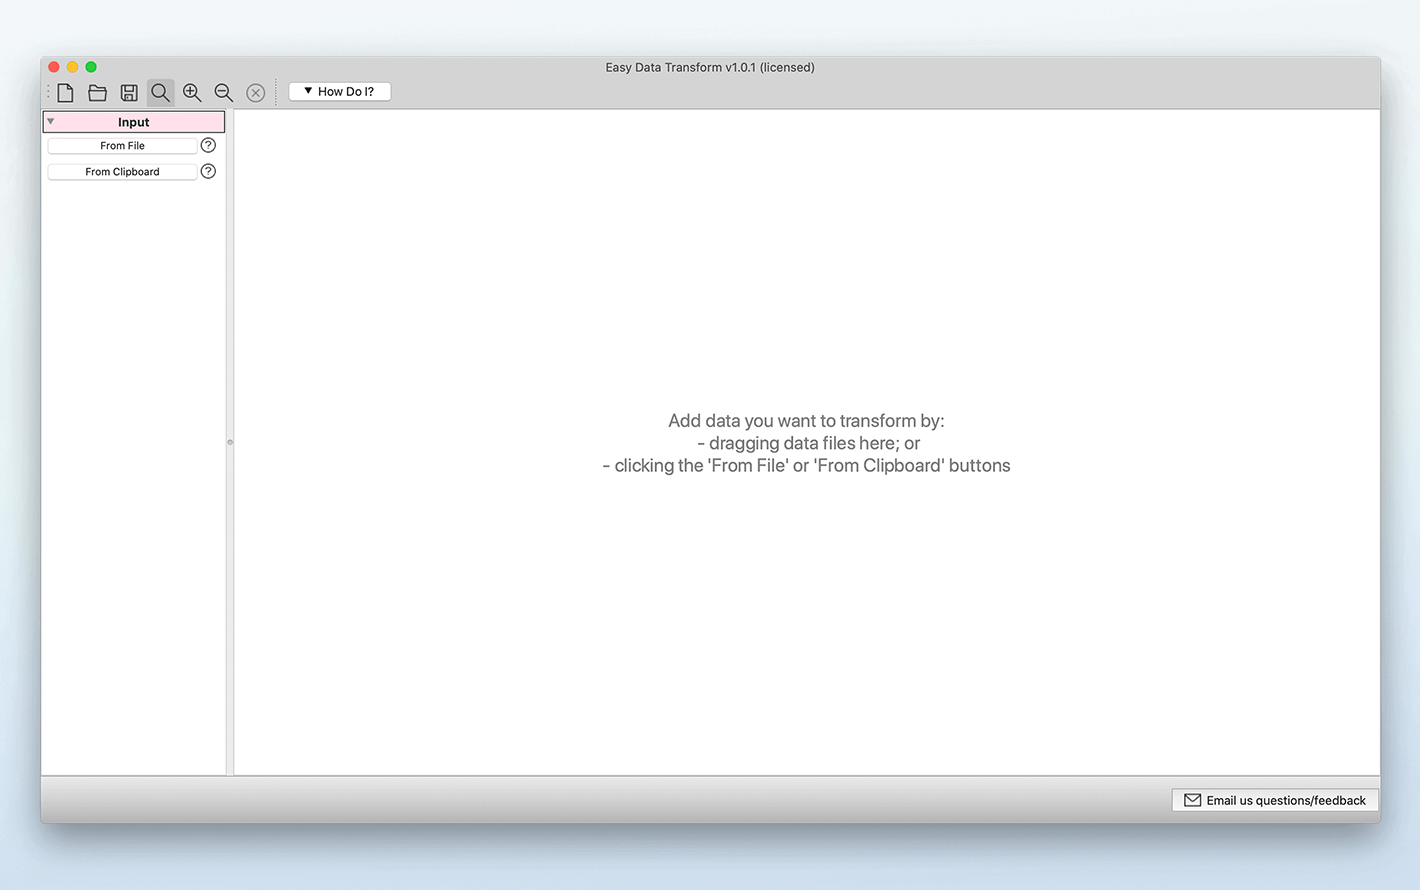 Easy Data Transform v1.0.1 (licensed)
How Do I?
Input
From File
From Clipboard
Add data you want to transform by:
- dragging data files here; or
- clicking the 'From File' or 'From Clipboard' buttons
Email us questions/feedback